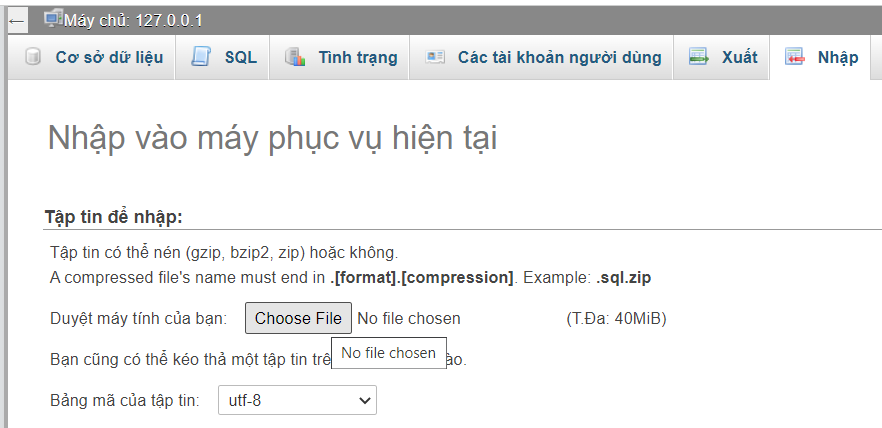 Máy chủ: 127.0.0.1
Cơ sở dữ liệu SQL Tình trạng Các tài khoản người dùng Xuất Nhập
Nhập vào máy phục vụ hiện tại
Tập tin để nhập:
Tập tin có thể nén (gzip, bzip2, zip) hoặc không.
A compressed file's name must end in .[format].[compression]. Example: .sql.zip
Duyệt máy tính của bạn: Choose File No file chosen (T.Đa: 40MiB)
No file chosen
Bạn cũng có thể kéo thả một tập tin
Bảng mã của tập tin: utf-8